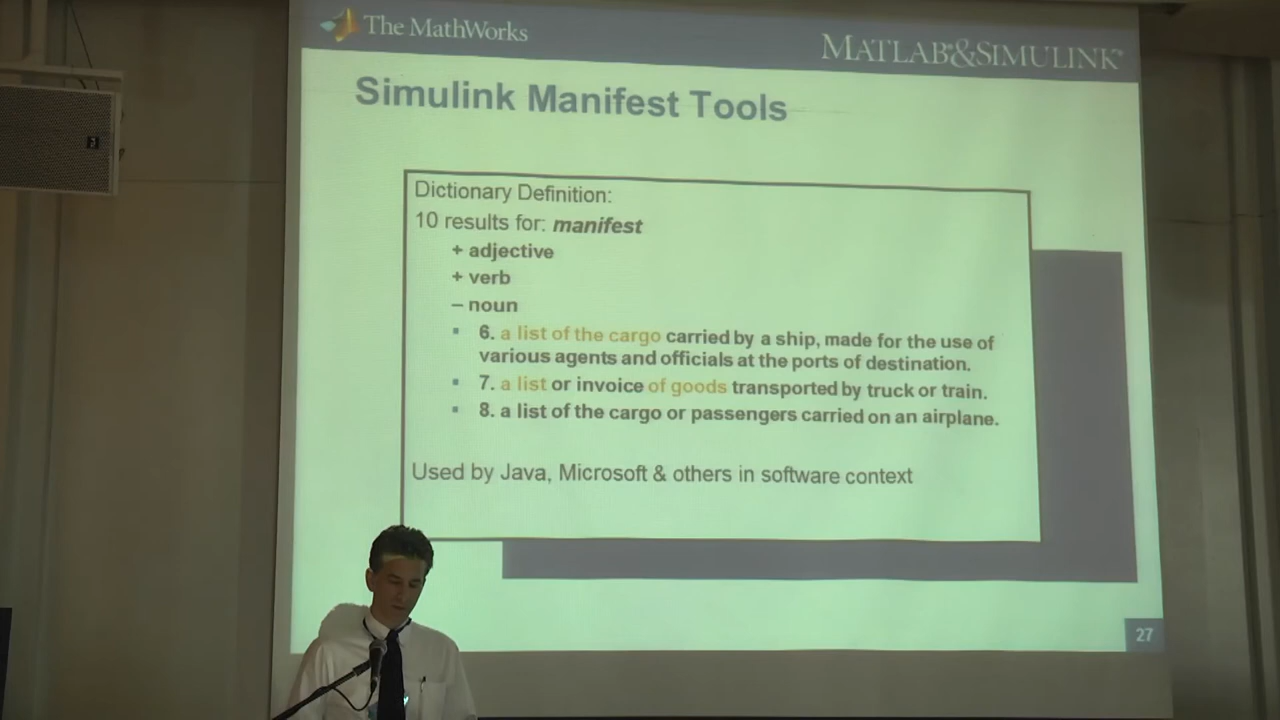 The MathWorks
MATLAB®&SIMULINK®
Simulink Manifest Tools
Dictionary Definition:
10 results for: manifest
+ adjective
+ verb
– noun
▪ 6. a list of the cargo carried by a ship, made for the use of
various agents and officials at the ports of destination.
▪ 7. a list or invoice of goods transported by truck or train.
▪ 8. a list of the cargo or passengers carried on an airplane.
Used by Java, Microsoft & others in software context
27